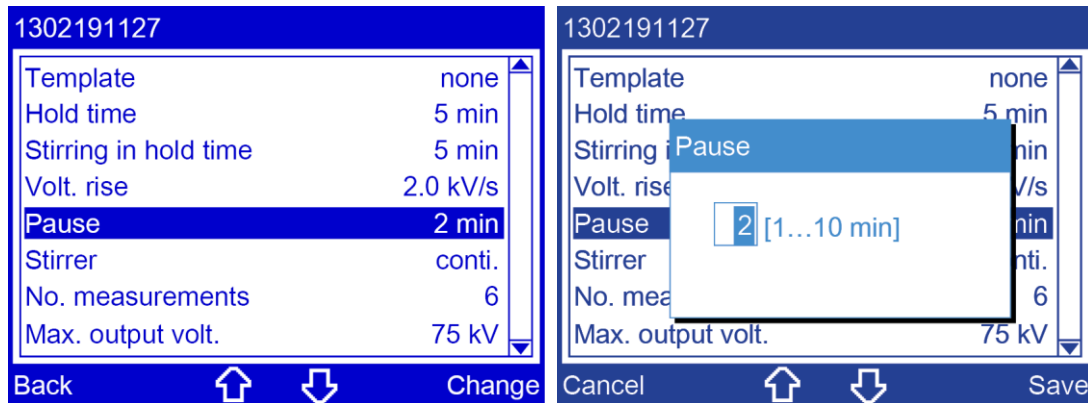 1302191127
Template none
Hold time 5 min
Stirring in hold time 5 min
Volt. rise 2.0 kV/s
Pause 2 min
Stirrer conti.
No. measurements 6
Max. output volt. 75 kV
Back Change
1302191127
Template none
Hold time 5 min
Stirring i min
Pause
Volt. rise V/s
2 [1...10 min]
Pause min
Stirrer nti.
No. mea 6
Max. output volt. 75 kV
Cancel Save